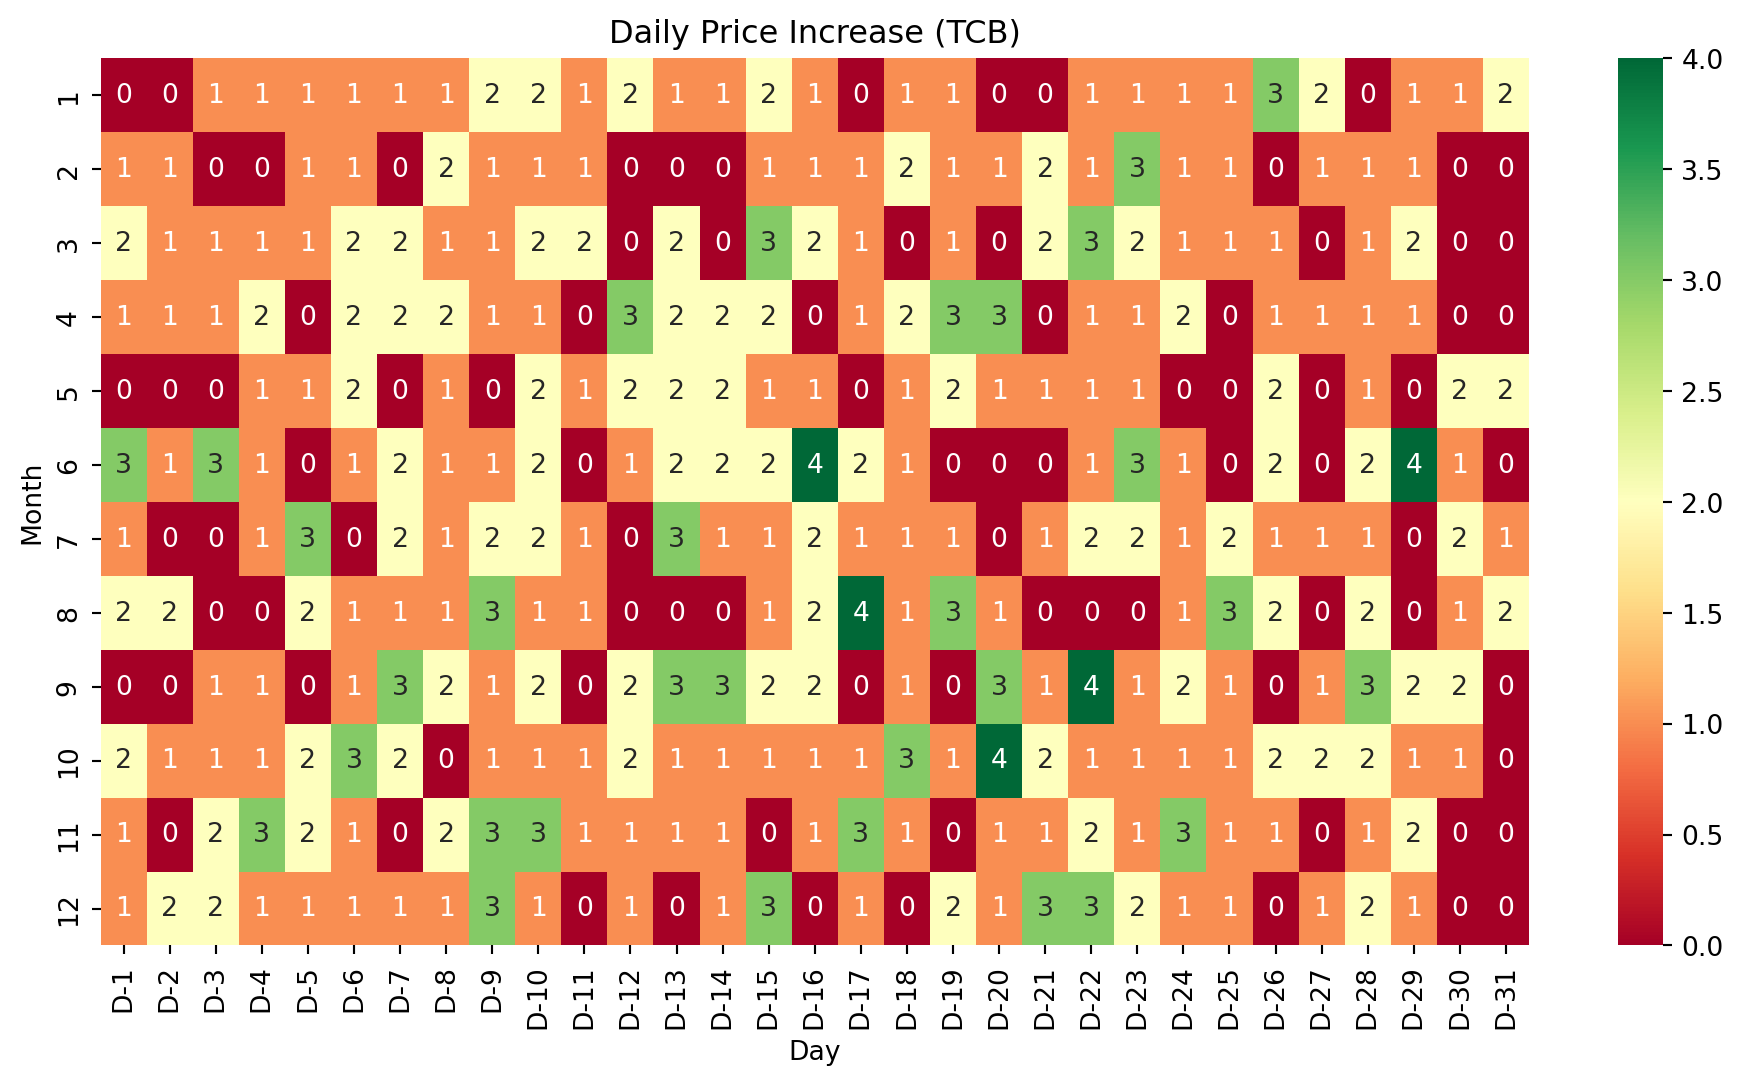 Daily Price Increase (TCB)
1 0 0 1 1 1 1 1 1 2 2 1 2 1 1 2 1 0 1 1 0 0 1 1 1 1 3 2 0 1 1 2
2 1 1 0 0 1 1 0 2 1 1 1 0 0 0 1 1 1 2 1 1 2 1 3 1 1 0 1 1 1 0 0
3 2 1 1 1 1 2 2 1 1 2 2 0 2 0 3 2 1 0 1 0 2 3 2 1 1 1 0 1 2 0 0
4 1 1 1 2 0 2 2 2 1 1 0 3 2 2 2 0 1 2 3 3 0 1 1 2 0 1 1 1 1 0 0
5 0 0 0 1 1 2 0 1 0 2 1 2 2 2 1 1 0 1 2 1 1 1 1 0 0 2 0 1 0 2 2
6 3 1 3 1 0 1 2 1 1 2 0 1 2 2 2 4 2 1 0 0 0 1 3 1 0 2 0 2 4 1 0
7 1 0 0 1 3 0 2 1 2 2 1 0 3 1 1 2 1 1 1 0 1 2 2 1 2 1 1 1 0 2 1
8 2 2 0 0 2 1 1 1 3 1 1 0 0 0 1 2 4 1 3 1 0 0 0 1 3 2 0 2 0 1 2
9 0 0 1 1 0 1 3 2 1 2 0 2 3 3 2 2 0 1 0 3 1 4 1 2 1 0 1 3 2 2 0
10 2 1 1 1 2 3 2 0 1 1 1 2 1 1 1 1 1 3 1 4 2 1 1 1 1 2 2 2 1 1 0
11 1 0 2 3 2 1 0 2 3 3 1 1 1 1 0 1 3 1 0 1 1 2 1 3 1 1 0 1 2 0 0
12 1 2 2 1 1 1 1 1 3 1 0 1 0 1 3 0 1 0 2 1 3 3 2 1 1 0 1 2 1 0 0
Month
D-1 D-2 D-3 D-4 D-5 D-6 D-7 D-8 D-9 D-10 D-11 D-12 D-13 D-14 D-15 D-16 D-17 D-18 D-19 D-20 D-21 D-22 D-23 D-24 D-25 D-26 D-27 D-28 D-29 D-30 D-31
Day
4.0
3.5
3.0
2.5
2.0
1.5
1.0
0.5
0.0